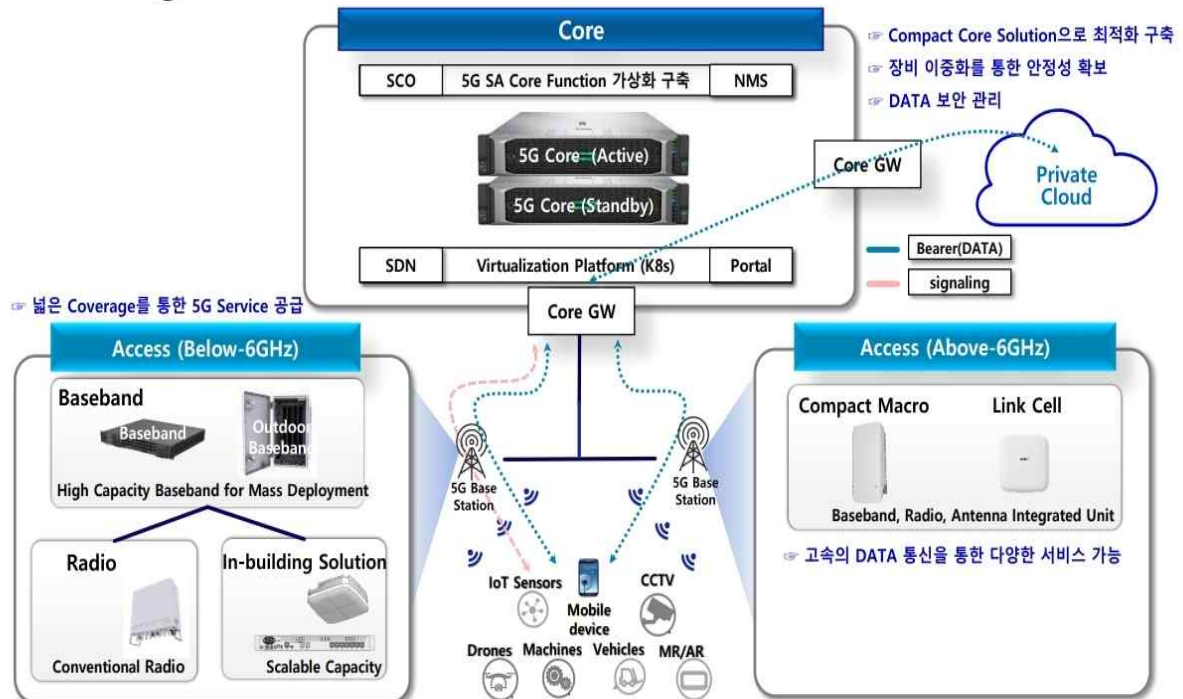 Core
☞ Compact Core Solution으로 최적화 구축
☞ 장비 이중화를 통한 안정성 확보
☞ DATA 보안 관리
SCO
5G SA Core Function 가상화 구축
NMS
5G Core (Active)
5G Core (Standby)
Core GW
Private
Cloud
SDN
Virtualization Platform (K8s)
Portal
Bearer(DATA)
signaling
Core GW
☞ 넓은 Coverage를 통한 5G Service 공급
Access (Below-6GHz)
Baseband
Baseband
Outdoor
Baseband
High Capacity Baseband for Mass Deployment
Radio
Conventional Radio
In-building Solution
Scalable Capacity
5G Base
Station
5G Base
Station
IoT Sensors
Mobile
device
CCTV
Drones
Machines
Vehicles
MR/AR
Access (Above-6GHz)
Compact Macro
Link Cell
Baseband, Radio, Antenna Integrated Unit
☞ 고속의 DATA 통신을 통한 다양한 서비스 가능